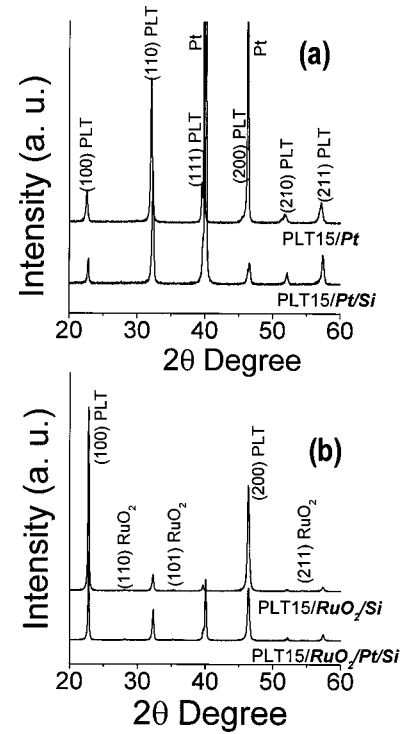 (a)
Intensity (a. u.)
(100) PLT
(110) PLT
(111) PLT
Pt
(200) PLT
Pt
(210) PLT
(211) PLT
PLT15/Pt
PLT15/Pt/Si
20 30 40 50 60
2θ Degree
(b)
Intensity (a. u.)
(100) PLT
(110) RuO₂
(101) RuO₂
(200) PLT
(211) RuO₂
PLT15/RuO₂/Si
PLT15/RuO₂/Pt/Si
20 30 40 50 60
2θ Degree